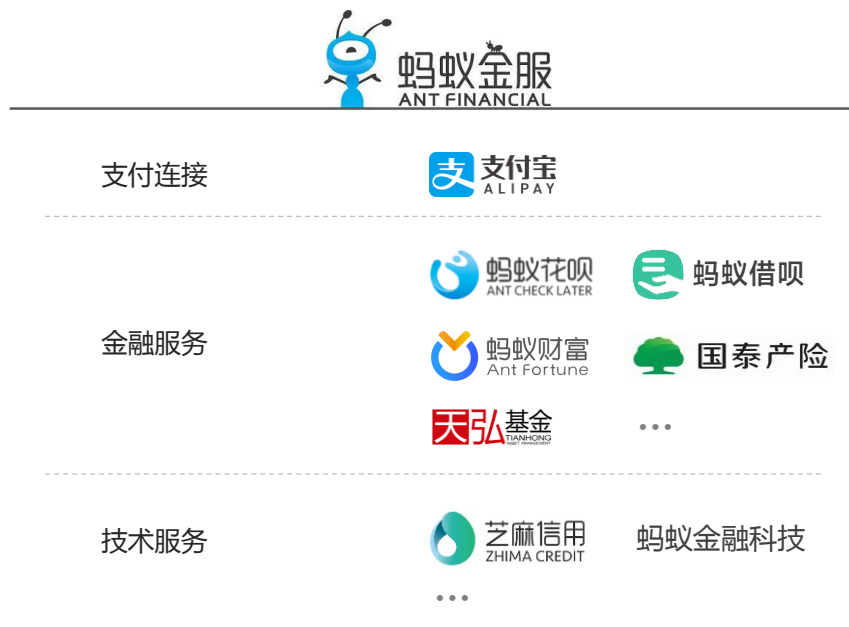 蚂蚁金服
ANT FINANCIAL
支付连接
支 支付宝
ALIPAY
金融服务
蚂蚁花呗
ANT CHECK LATER
蚂蚁借呗
蚂蚁财富
Ant Fortune
国泰产险
天弘基金
TIANHONG
ASSET MANAGEMENT
...
技术服务
芝麻信用
ZHIMA CREDIT
蚂蚁金融科技
...